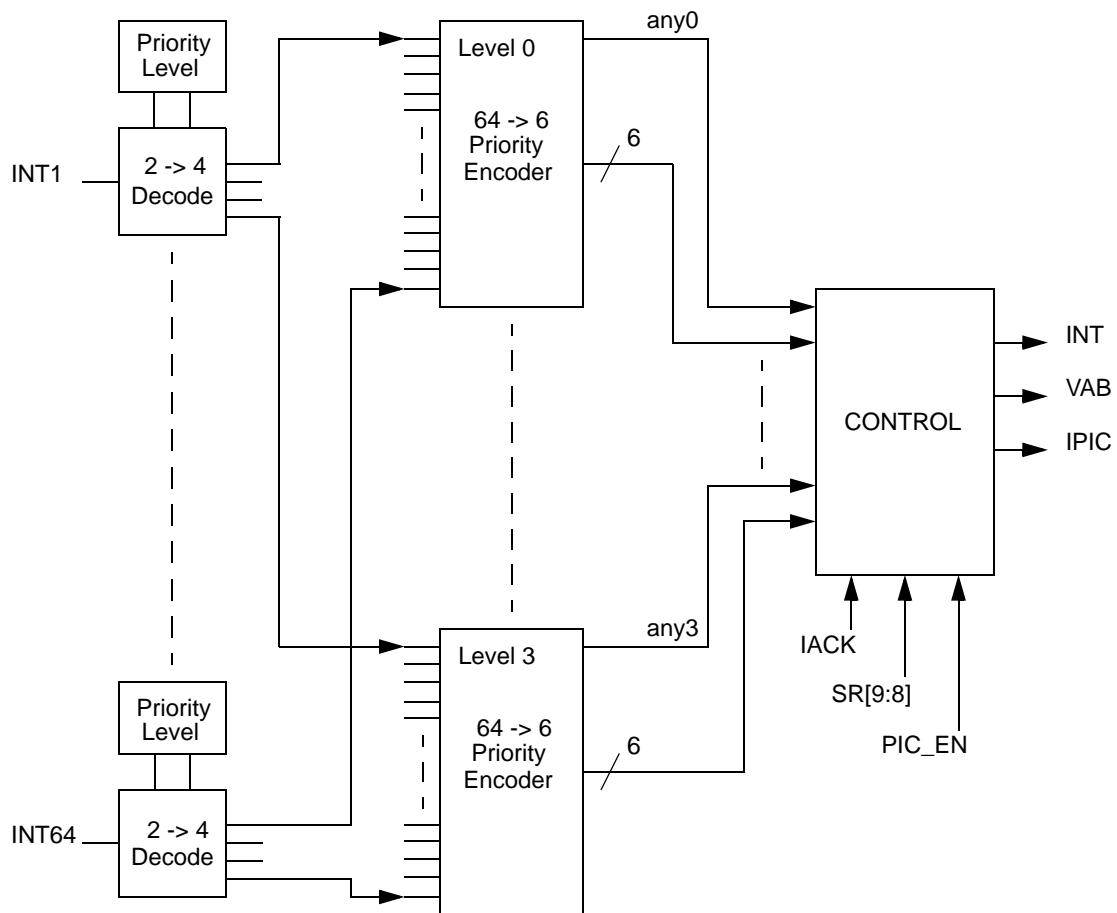 any0
Priority
Level
Level 0
64 -> 6
Priority
Encoder
6
INT1
2 -> 4
Decode
INT
VAB
IPIC
CONTROL
any3
Level 3
IACK
SR[9:8]
PIC_EN
Priority
Level
64 -> 6
Priority
Encoder
6
INT64
2 -> 4
Decode